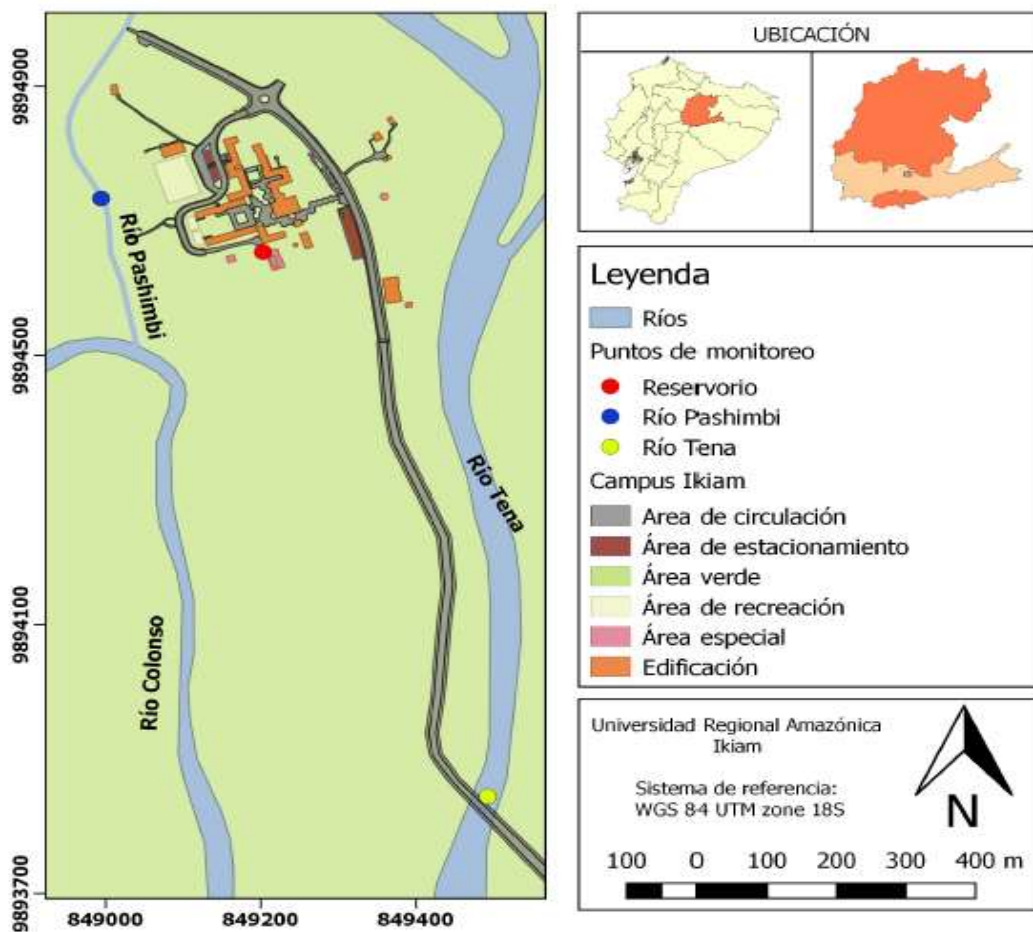 9894900
9894500
9894100
9893700
849000
849200
849400
Río Pashimbi
Río Tena
Río Colonso
UBICACIÓN
Leyenda
Ríos
Puntos de monitoreo
Reservorio
Río Pashimbi
Río Tena
Campus Ikiam
Area de circulación
Área de estacionamiento
Área verde
Área de recreación
Área especial
Edificación
Universidad Regional Amazónica
Ikiam
Sistema de referencia:
WGS 84 UTM zone 18S
N
100 0 100 200 300 400 m